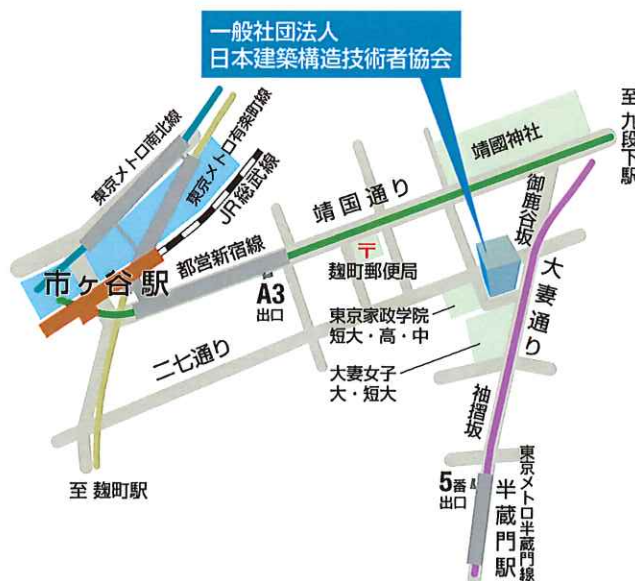 一般社団法人
日本建築構造技術者協会
至 九段下駅
東京メトロ南北線
東京メトロ有楽町線
JR総武線
靖國神社
靖国通り
御廐谷坂
都営新宿線
〒
麹町郵便局
市ヶ谷駅
A3
出口
大妻通り
東京家政学院
短大・高・中
二七通り
大妻女子
大・短大
袖摺坂
至 麹町駅
5番
出口
半蔵門駅
東京メトロ半蔵門線